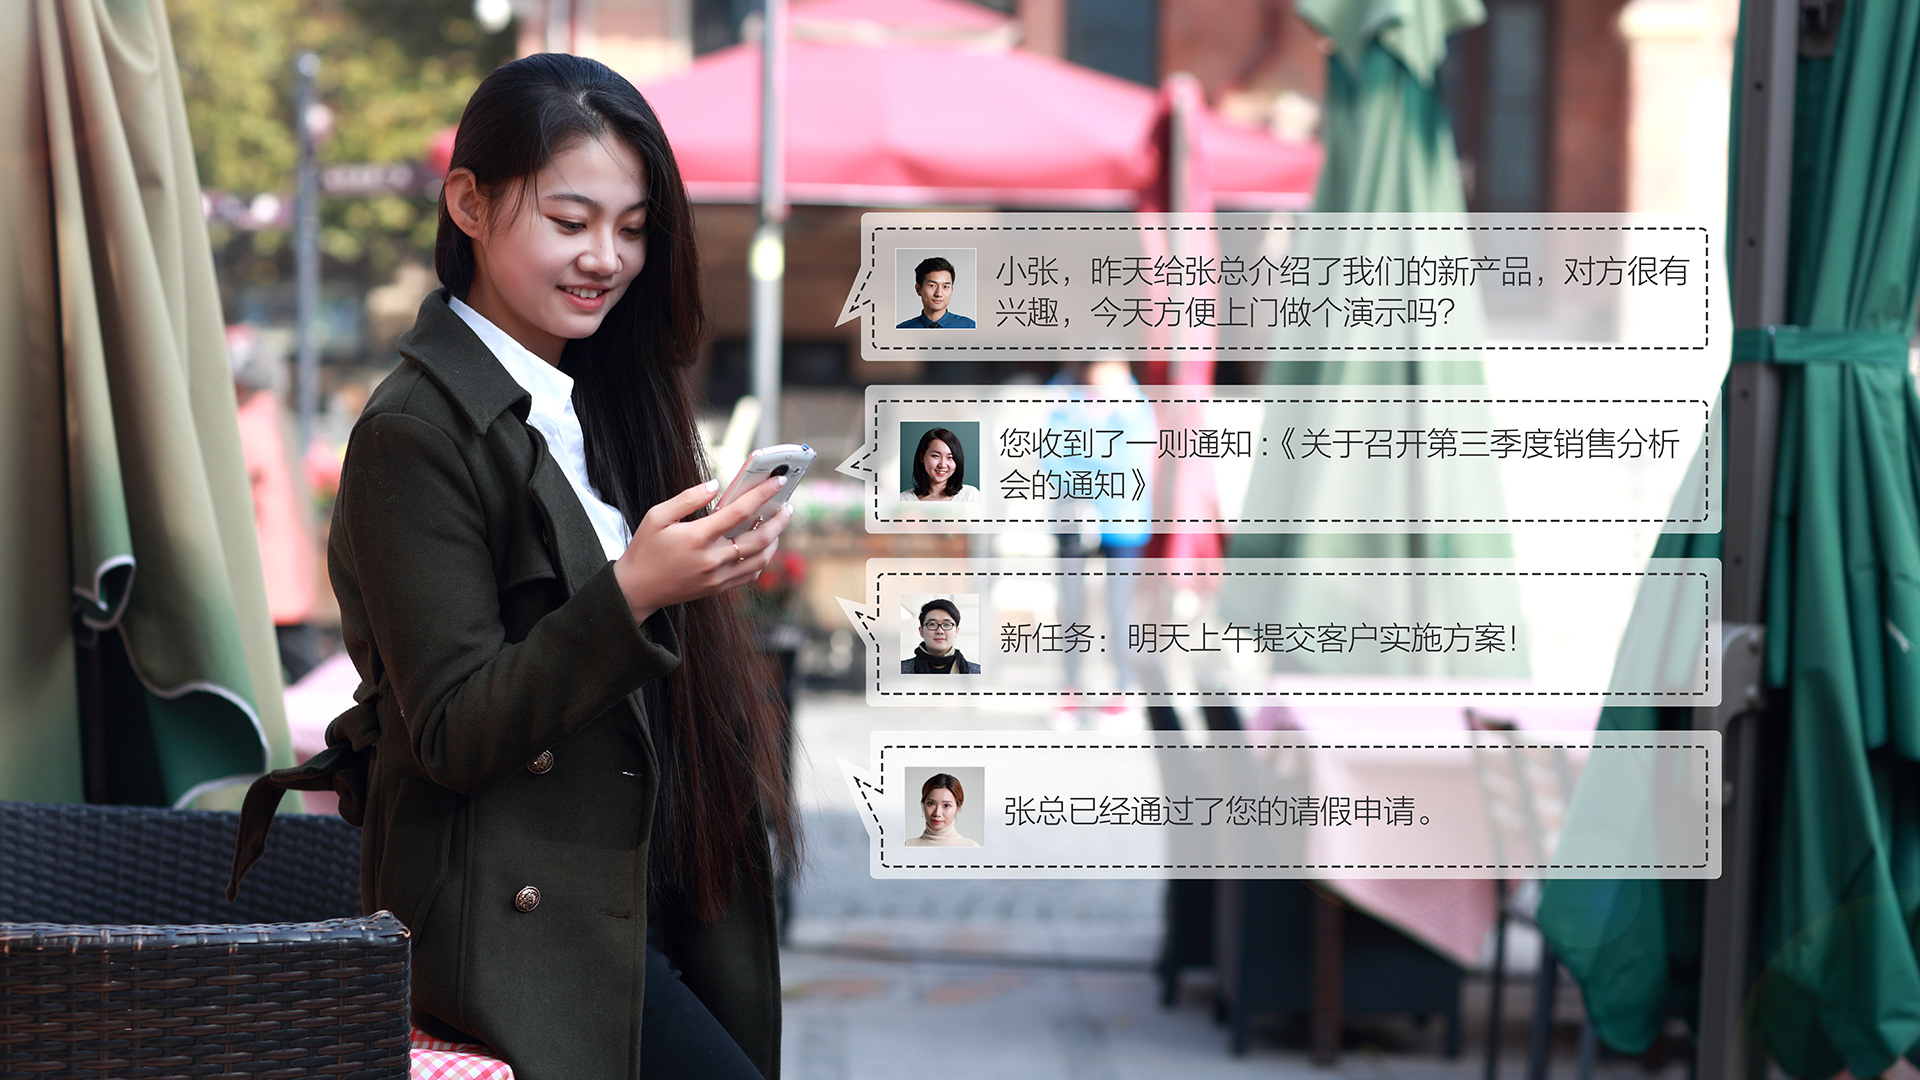 小张，昨天给张总介绍了我们的新产品，对方很有
兴趣，今天方便上门做个演示吗？
您收到了一则通知：《关于召开第三季度销售分析
会的通知》
新任务：明天上午提交客户实施方案！
张总已经通过了您的请假申请。